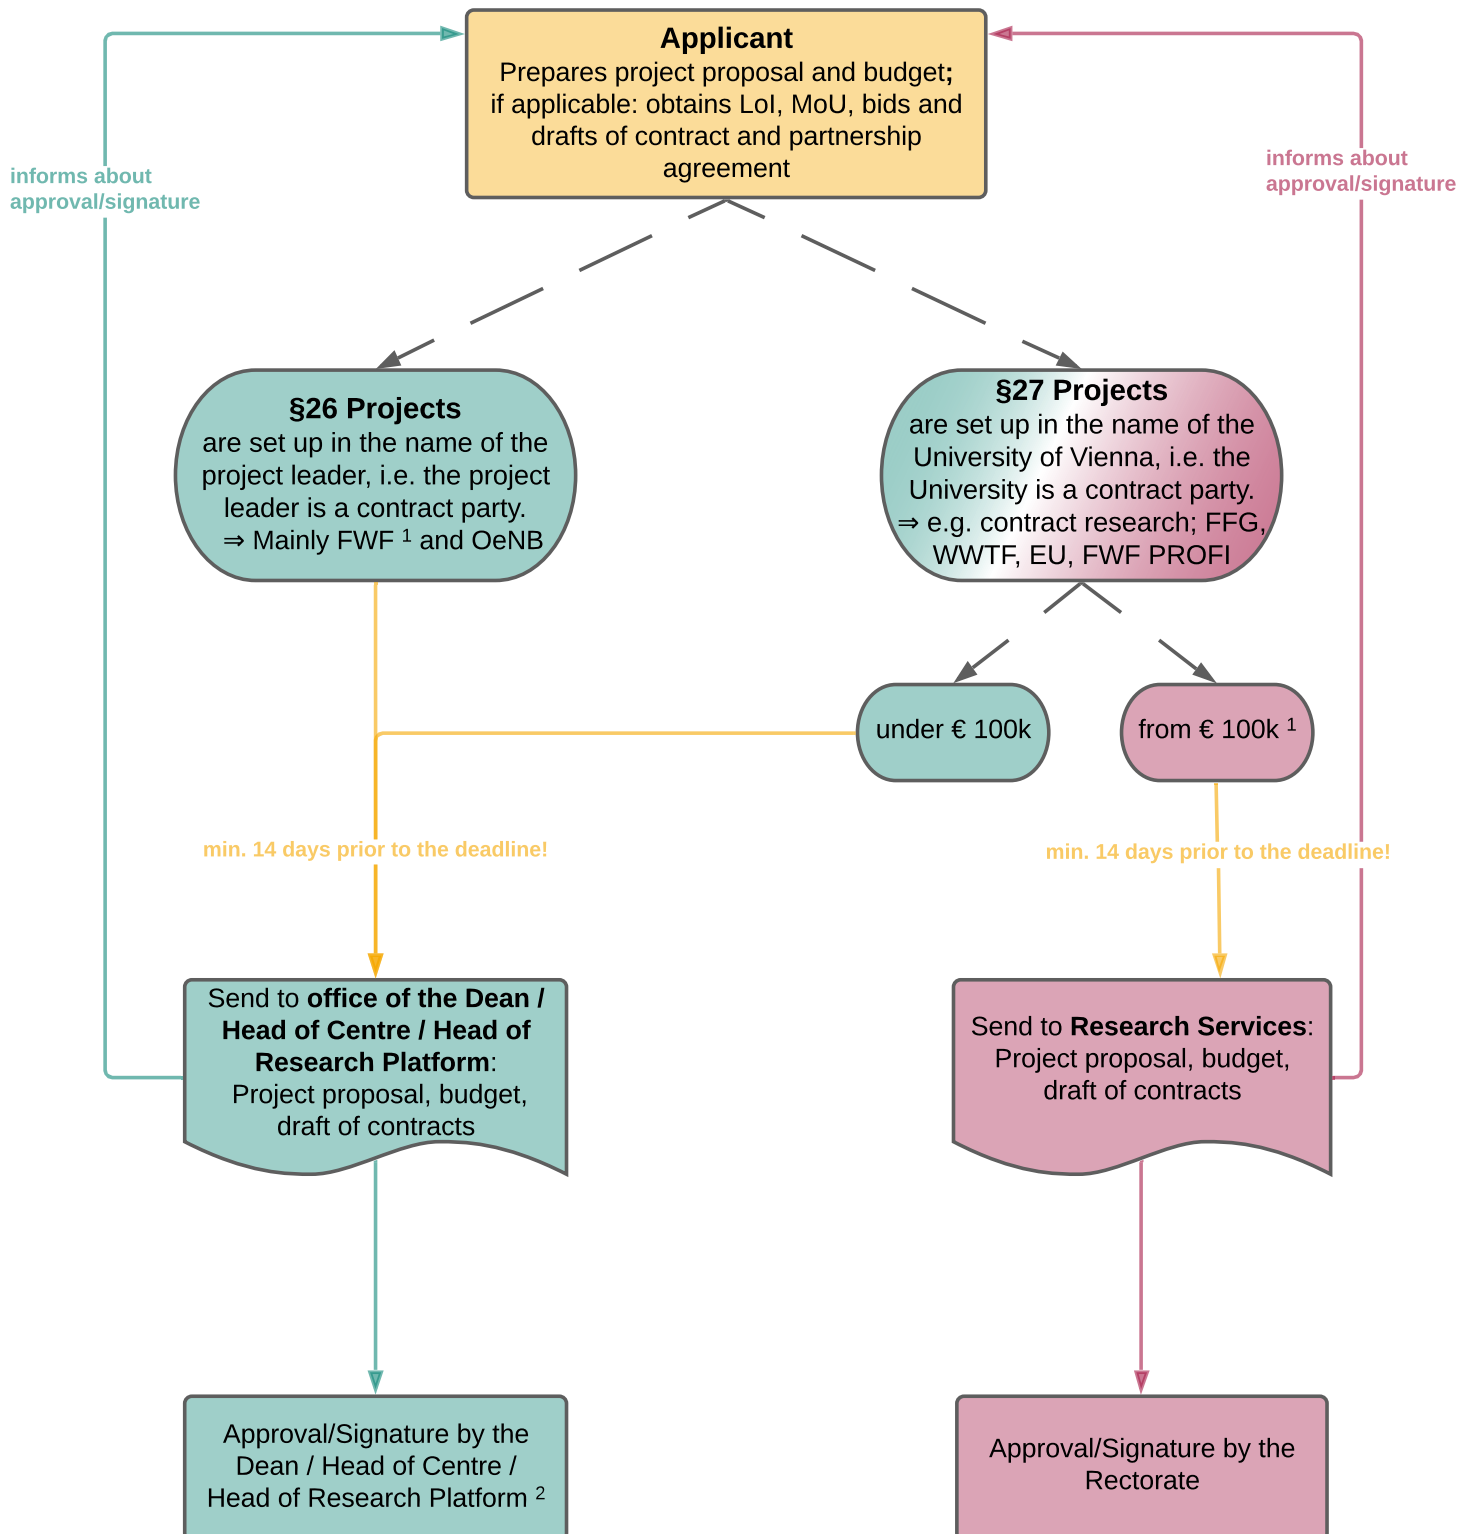 Applicant
Prepares project proposal and budget;
if applicable: obtains LoI, MoU, bids and
drafts of contract and partnership
agreement
informs about
approval/signature
informs about
approval/signature
§26 Projects
are set up in the name of the
project leader, i.e. the project
leader is a contract party.
⇒ Mainly FWF ¹ and OeNB
§27 Projects
are set up in the name of the
University of Vienna, i.e. the
University is a contract party.
⇒ e.g. contract research; FFG,
WWTF, EU, FWF PROFI
under € 100k
from € 100k ¹
min. 14 days prior to the deadline!
min. 14 days prior to the deadline!
Send to office of the Dean /
Head of Centre / Head of
Research Platform:
Project proposal, budget,
draft of contracts
Send to Research Services:
Project proposal, budget,
draft of contracts
Approval/Signature by the
Dean / Head of Centre /
Head of Research Platform ²
Approval/Signature by the
Rectorate